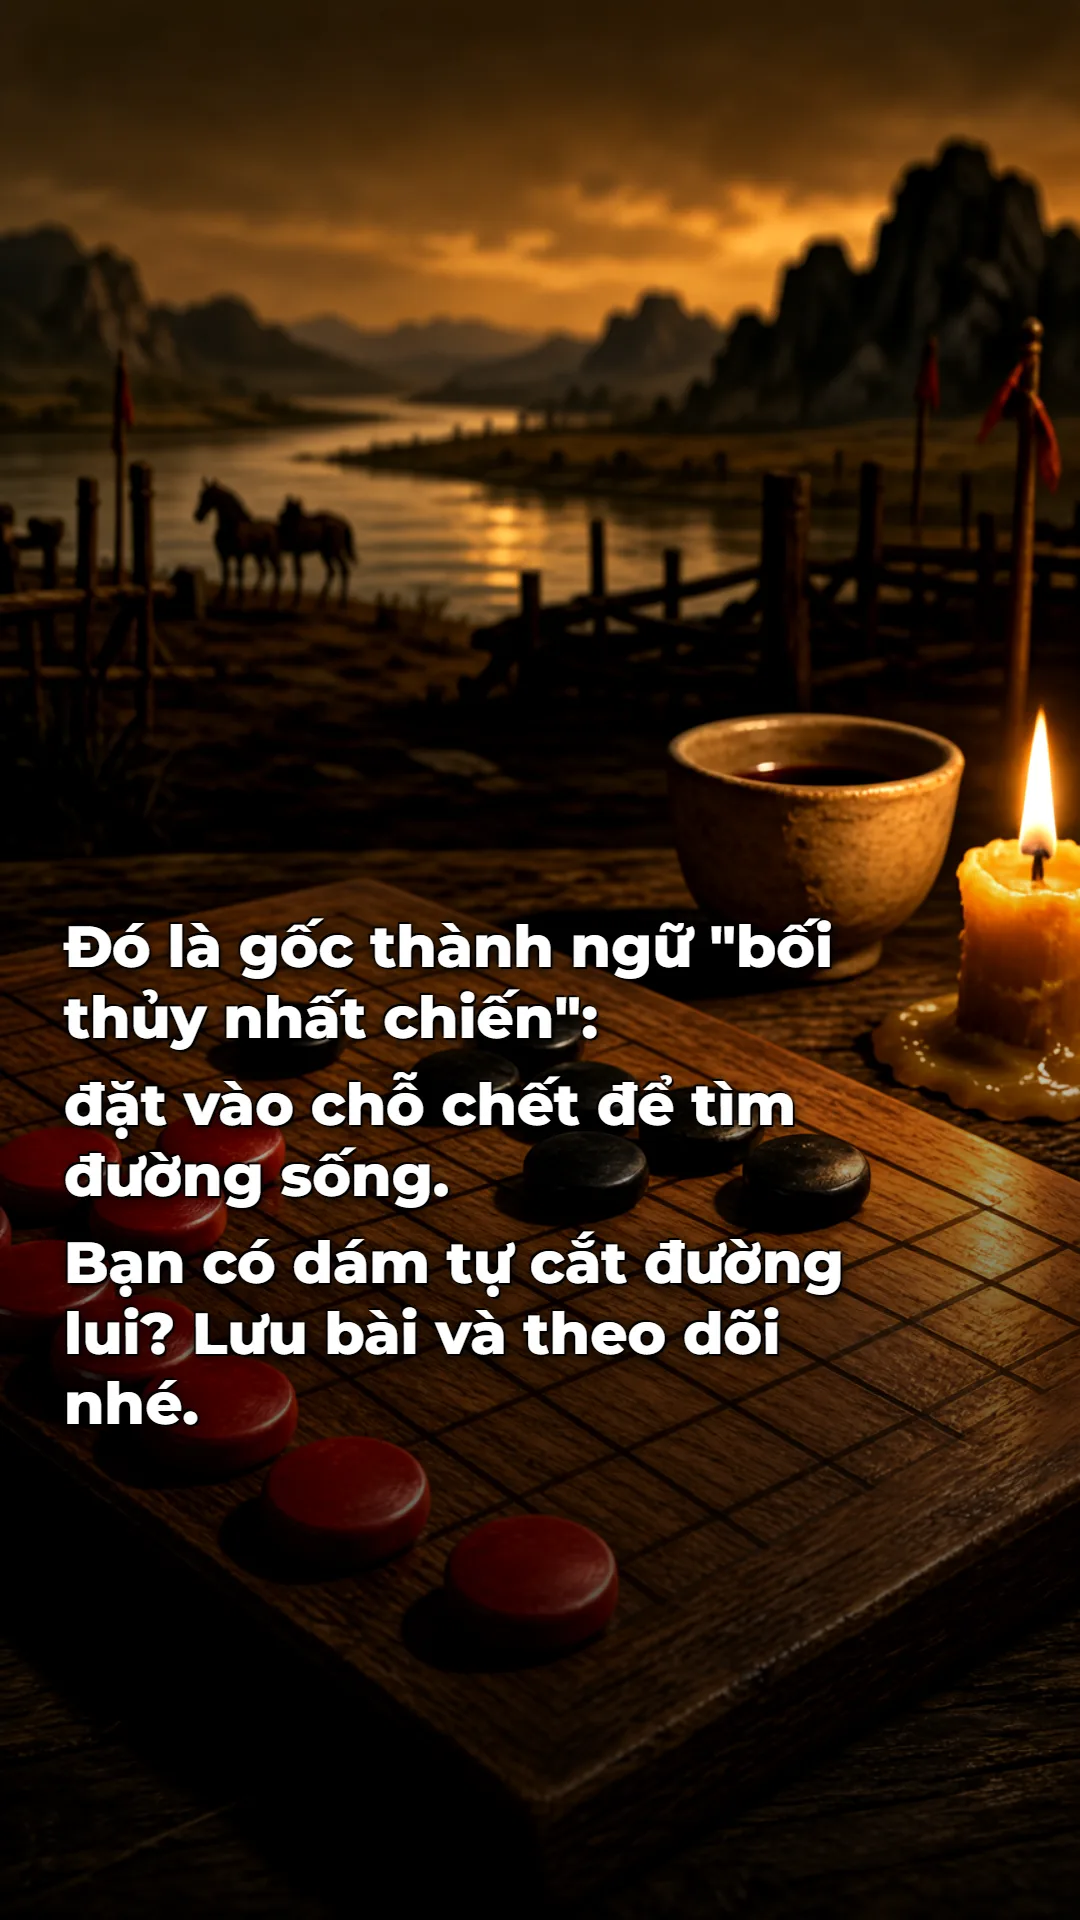 Đó là gốc thành ngữ "bối
thủy nhất chiến":
đặt vào chỗ chết để tìm
đường sống.
Bạn có dám tự cắt đường
lui? Lưu bài và theo dõi
nhé.